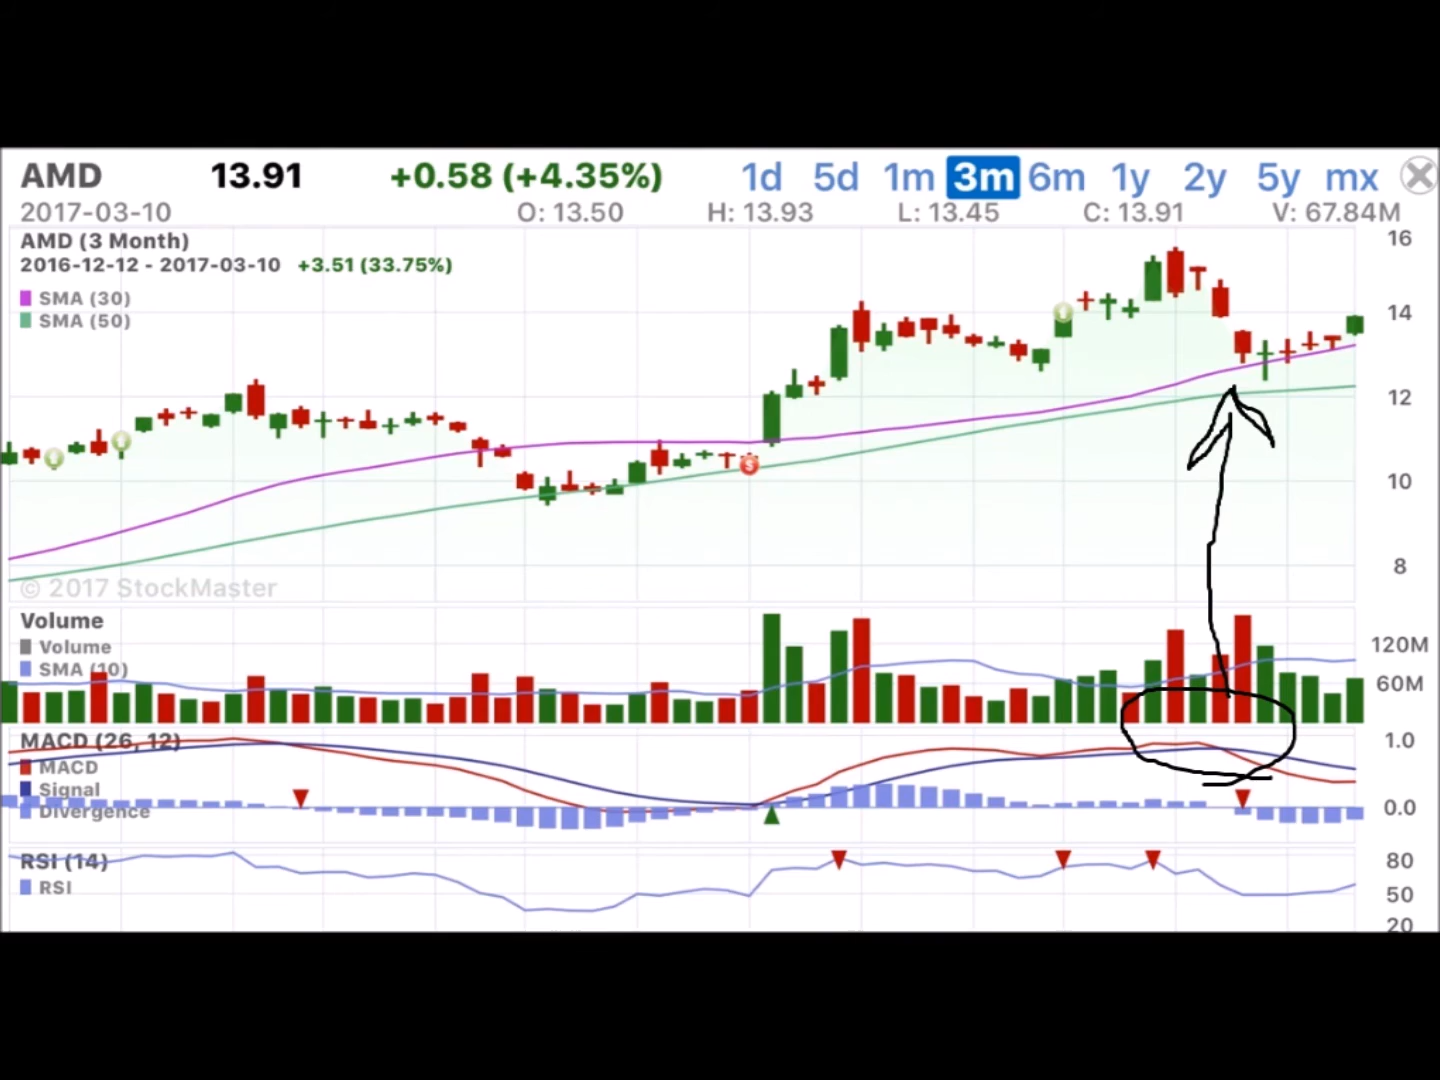 AMD 13.91 +0.58 (+4.35%) 1d 5d 1m 3m 6m 1y 2y 5y mx
2017-03-10 O: 13.50 H: 13.93 L: 13.45 C: 13.91 V: 67.84M
AMD (3 Month)
2016-12-12 - 2017-03-10 +3.51 (33.75%)
SMA (30)
SMA (50)
16
14
12
10
8
© 2017 StockMaster
Volume
Volume
SMA (10)
120M
60M
MACD (26, 12)
MACD
Signal
Divergence
1.0
0.0
RSI (14)
RSI
80
50
20
$